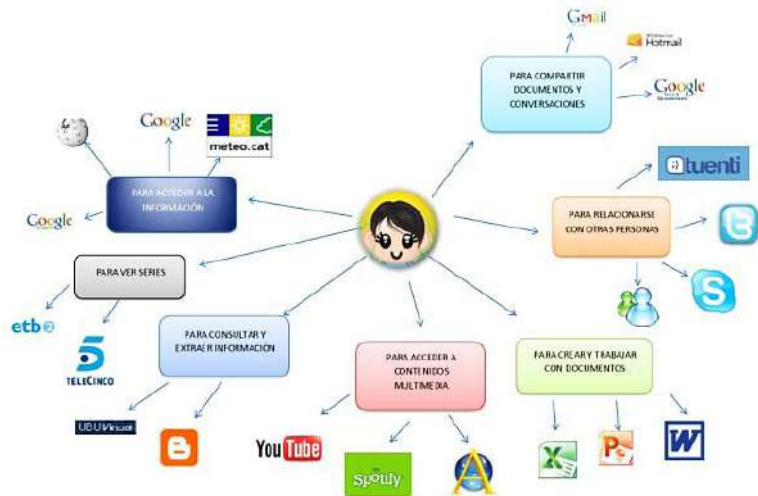 Gmail
Hotmail
Google
PARA COMPARTIR
DOCUMENTOS Y
CONVERSACIONES
Google
meteo.cat
PARA ACCEDER A LA
INFORMACIÓN
Google
tuenti
PARA RELACIONARSE
CON OTRAS PERSONAS
PARA VER SERIES
etb
5
TELECINCO
PARA CONSULTAR Y
EXTRAER INFORMACIÓN
UBUVirtual
PARA ACCEDER A
CONTENIDOS
MULTIMEDIA
YouTube
Spotify
PARA CREAR Y TRABAJAR
CON DOCUMENTOS
W